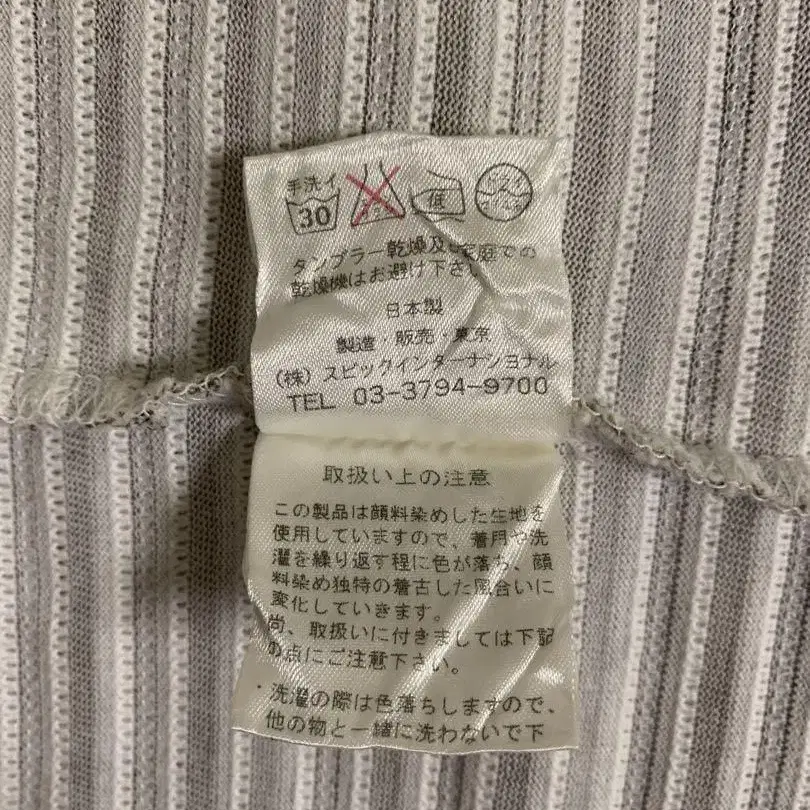 手洗イ
30 低
タンブラー乾燥及び家庭での
乾燥機はお避け下さい
日本製
製造・販売・東京
(株)スピックインターナショナル
TEL 03-3794-9700
取扱い上の注意
この製品は顔料染めした生地を
使用していますので、着用や洗
濯を繰り返す程に色が落ち、顔
料染め独特の着古した風合いに
変化していきます。
尚、取扱いに付きましては下記
の点にご注意下さい。
・洗濯の際は色落ちしますので、
他の物と一緒に洗わないで下